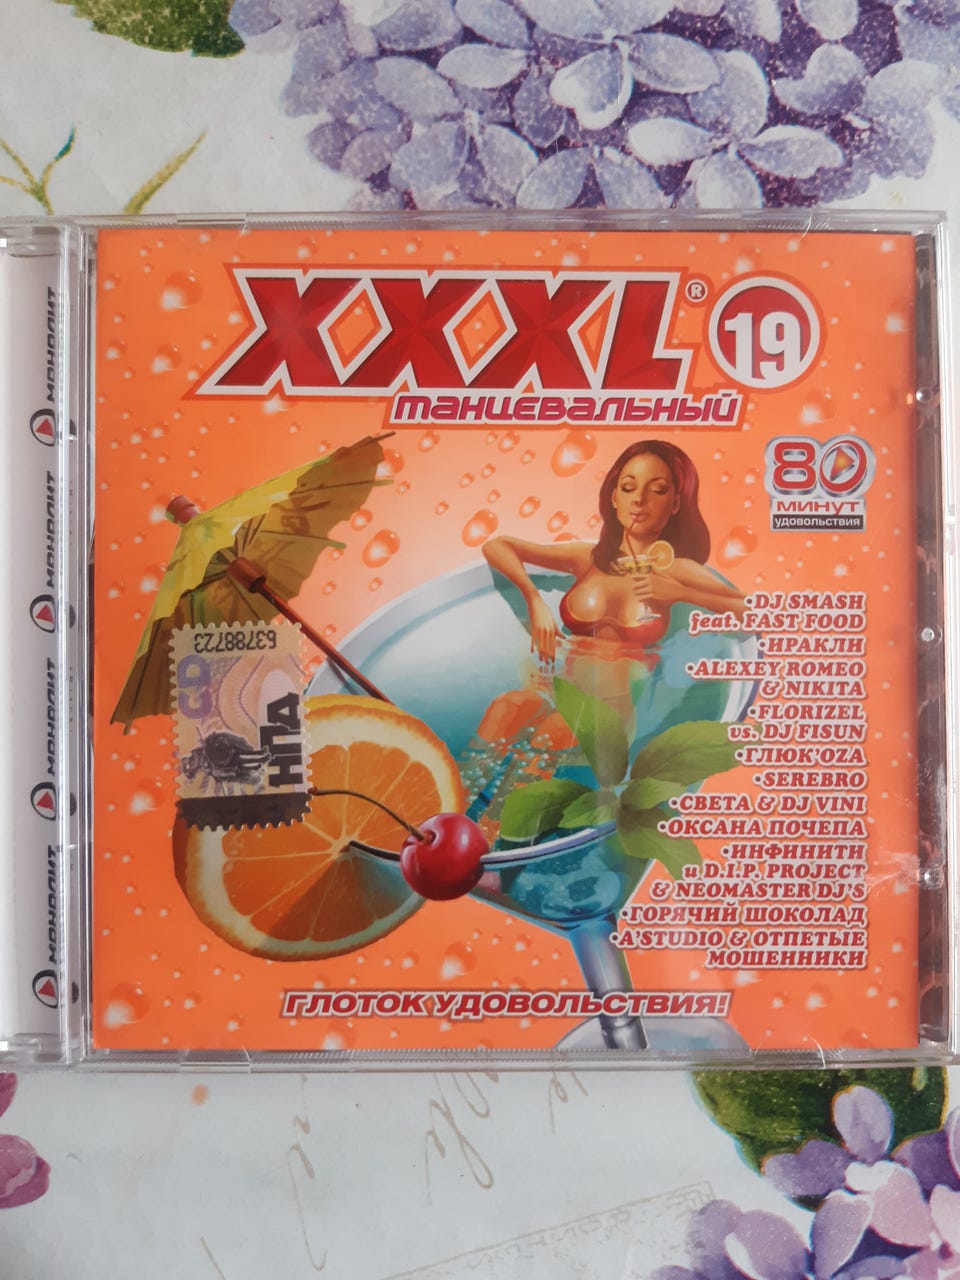 XXXL® 19
танцевальный
80
МИНУТ
удовольствия
·DJ SMASH
feat. FAST FOOD
·ИРАКЛИ
·ALEXEY ROMEO
& NIKITA
·FLORIZEL
vs. DJ FISUN
·ГЛЮК'OZA
·SEREBRO
·СВЕТА & DJ VINI
·ОКСАНА ПОЧЕПА
·ИНФИНИТИ
и D.I.P. PROJECT
& NEOMASTER DJ'S
·ГОРЯЧИЙ ШОКОЛАД
·A'STUDIO & ОТПЕТЫЕ
МОШЕННИКИ
ГЛОТОК УДОВОЛЬСТВИЯ!
63788723
CD
НПА
МОНОЛИТ
МОНОЛИТ
МОНОЛИТ
МОНОЛИТ